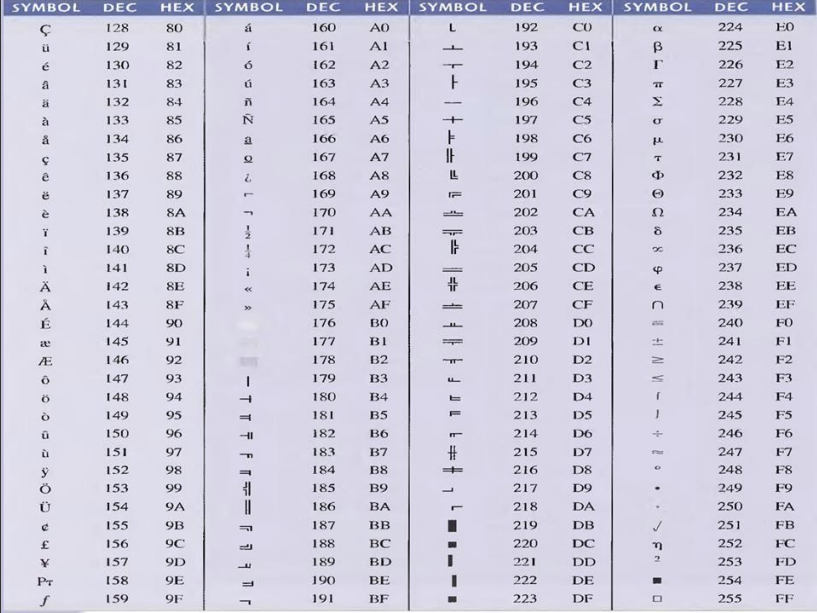 SYMBOL DEC HEX SYMBOL DEC HEX SYMBOL DEC HEX SYMBOL DEC HEX
Ç 128 80 á 160 A0 └ 192 C0 α 224 E0
ü 129 81 í 161 A1 ┴ 193 C1 β 225 E1
é 130 82 ó 162 A2 ┬ 194 C2 Γ 226 E2
â 131 83 ú 163 A3 ├ 195 C3 π 227 E3
ä 132 84 ñ 164 A4 ─ 196 C4 Σ 228 E4
à 133 85 Ñ 165 A5 ┼ 197 C5 σ 229 E5
å 134 86 a 166 A6 ╞ 198 C6 μ 230 E6
ç 135 87 o 167 A7 ╟ 199 C7 τ 231 E7
ê 136 88 ¿ 168 A8 ╚ 200 C8 Φ 232 E8
ë 137 89 ⌐ 169 A9 ╔ 201 C9 Θ 233 E9
è 138 8A ¬ 170 AA ╩ 202 CA Ω 234 EA
ï 139 8B ½ 171 AB ╦ 203 CB δ 235 EB
î 140 8C ¼ 172 AC ╠ 204 CC ∞ 236 EC
ì 141 8D ¡ 173 AD ═ 205 CD φ 237 ED
Ä 142 8E « 174 AE ╬ 206 CE ϵ 238 EE
Å 143 8F » 175 AF ╧ 207 CF ∩ 239 EF
É 144 90 176 B0 ╨ 208 D0 ≡ 240 F0
æ 145 91 177 B1 ╤ 209 D1 ± 241 F1
Æ 146 92 ▒ 178 B2 ╥ 210 D2 ≥ 242 F2
ô 147 93 │ 179 B3 ╙ 211 D3 ≤ 243 F3
ö 148 94 ┤ 180 B4 ╘ 212 D4 ⌠ 244 F4
ò 149 95 ╡ 181 B5 ╒ 213 D5 ⌡ 245 F5
û 150 96 ╢ 182 B6 ╓ 214 D6 ÷ 246 F6
ù 151 97 ╖ 183 B7 ╫ 215 D7 ≈ 247 F7
ÿ 152 98 ╕ 184 B8 ╪ 216 D8 ° 248 F8
Ö 153 99 ╣ 185 B9 ┘ 217 D9 • 249 F9
Ü 154 9A ║ 186 BA ┌ 218 DA · 250 FA
¢ 155 9B ╗ 187 BB █ 219 DB √ 251 FB
£ 156 9C ╝ 188 BC ▄ 220 DC η 252 FC
¥ 157 9D ╜ 189 BD ▌ 221 DD ² 253 FD
Pт 158 9E ╛ 190 BE ▐ 222 DE ■ 254 FE
ƒ 159 9F ┐ 191 BF ▀ 223 DF □ 255 FF